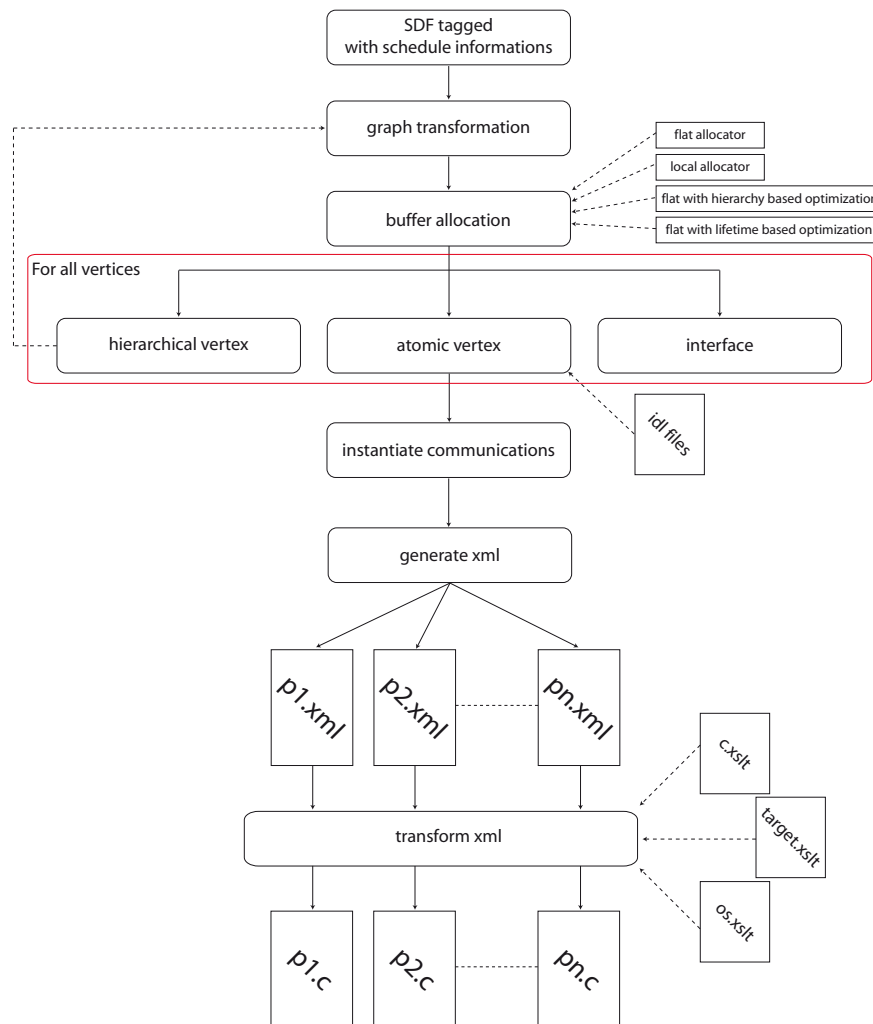 SDF tagged
with schedule informations
graph transformation
flat allocator
local allocator
buffer allocation
flat with hierarchy based optimization
flat with lifetime based optimization
For all vertices
hierarchical vertex
atomic vertex
interface
idl files
instantiate communications
generate xml
p1.xml
p2.xml
pn.xml
c.xslt
transform xml
target.xslt
os.xslt
p1.c
p2.c
pn.c